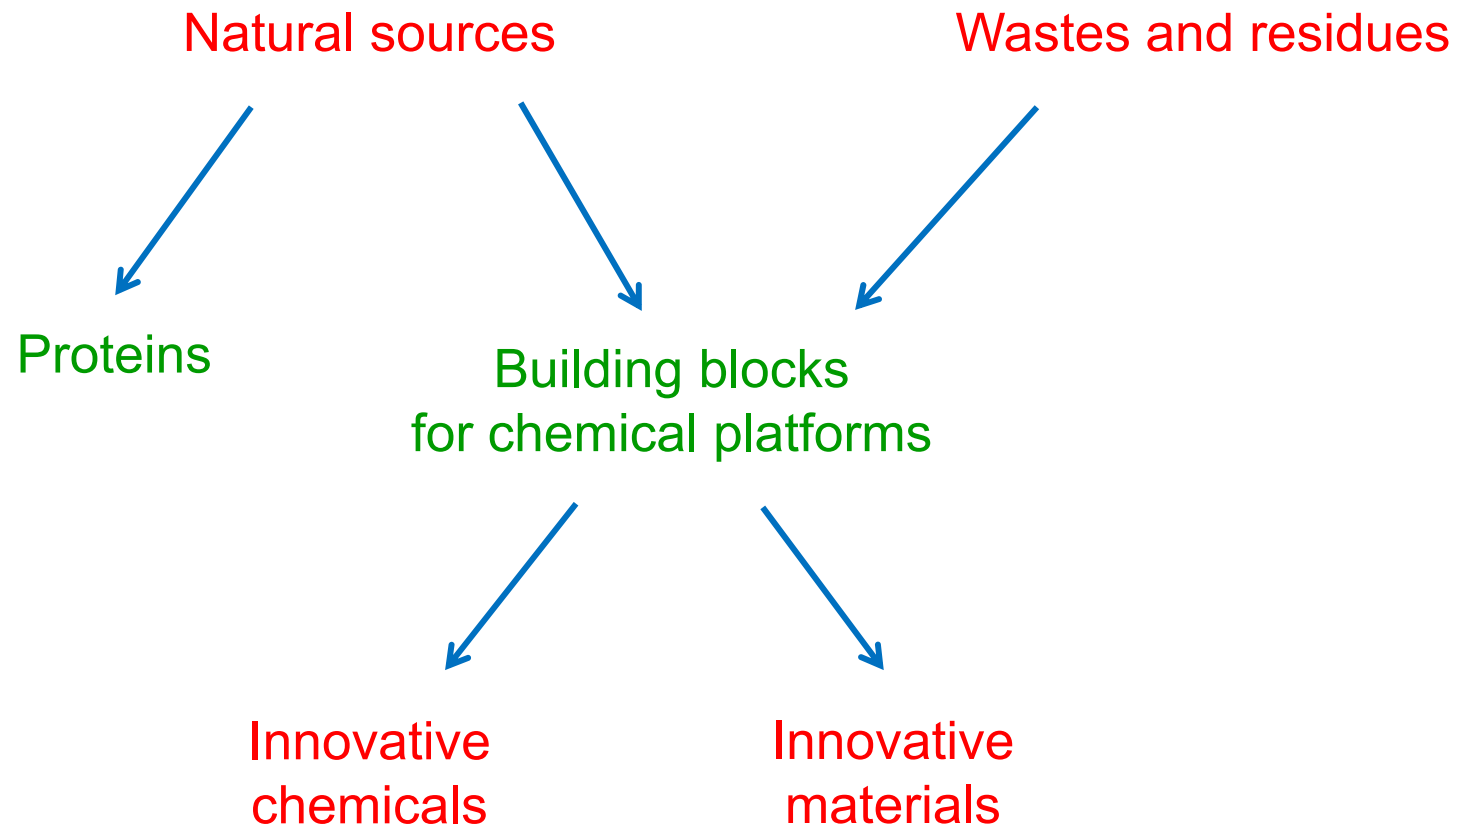 Natural sources
Wastes and residues
Proteins
Building blocks
for chemical platforms
Innovative
chemicals
Innovative
materials